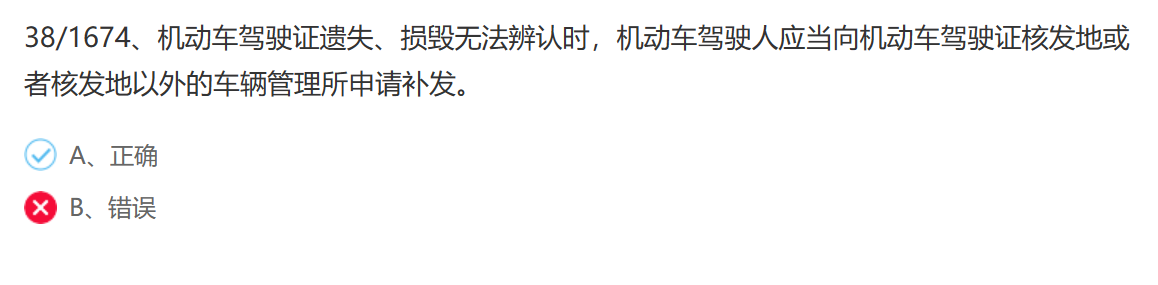 38/1674、机动车驾驶证遗失、损毁无法辨认时，机动车驾驶人应当向机动车驾驶证核发地或
者核发地以外的车辆管理所申请补发。
A、正确
B、错误